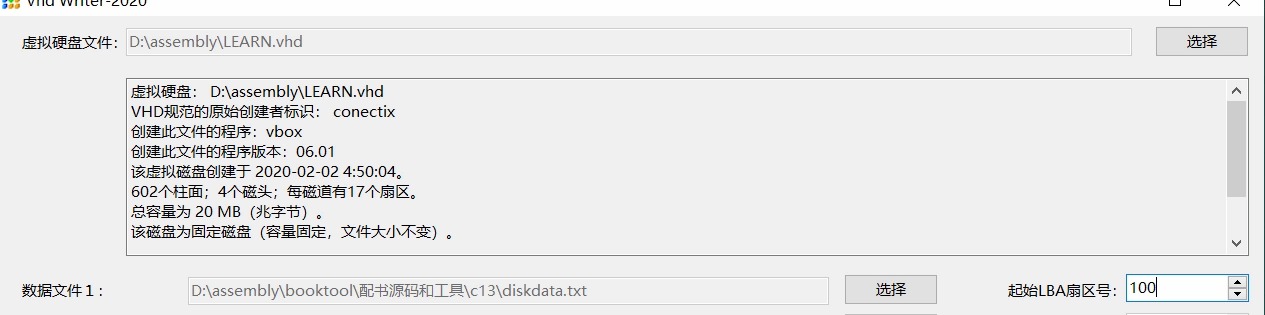 Vhd Writer-2020
虚拟硬盘文件： D:\assembly\LEARN.vhd 选择
虚拟硬盘： D:\assembly\LEARN.vhd
VHD规范的原始创建者标识： conectix
创建此文件的程序：vbox
创建此文件的程序版本：06.01
该虚拟磁盘创建于 2020-02-02 4:50:04。
602个柱面；4个磁头；每磁道有17个扇区。
总容量为 20 MB（兆字节）。
该磁盘为固定磁盘（容量固定，文件大小不变）。
数据文件 1： D:\assembly\booktool\配书源码和工具\c13\diskdata.txt 选择 起始LBA扇区号： 100